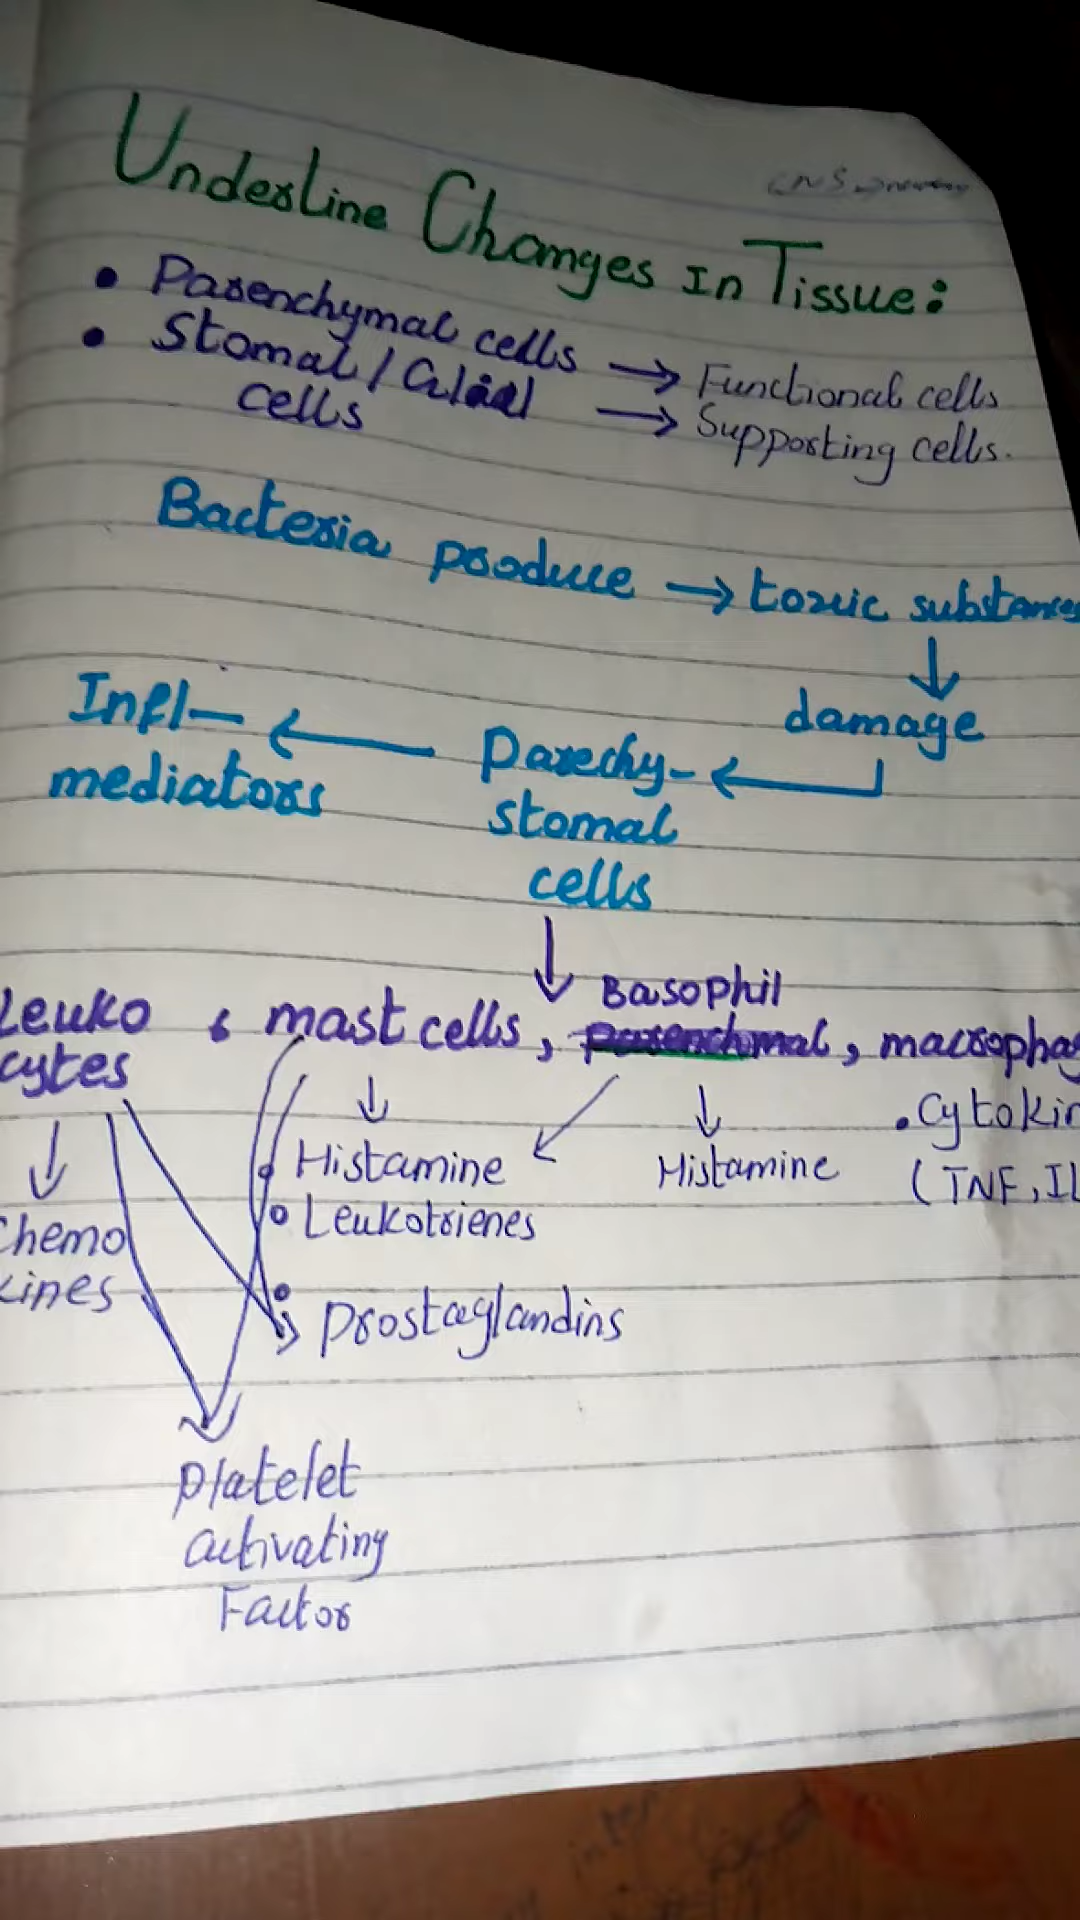 Underline Changes In Tissue:
• Parenchymal cells → Functional cells
• Stomal / Glial cells → Supporting cells.
Bacteria produce → toxic substances
↓
damage
Infl— ← Parechy-
mediators stomal
cells
↓
Basophil
Leuko , mast cells, parenchmal, macrophag
cytes
.Cytokin
Histamine Histamine (TNF, IL
Chemo
kines
Leukotrienes
Prostaglandins
Platelet
activating
Factor